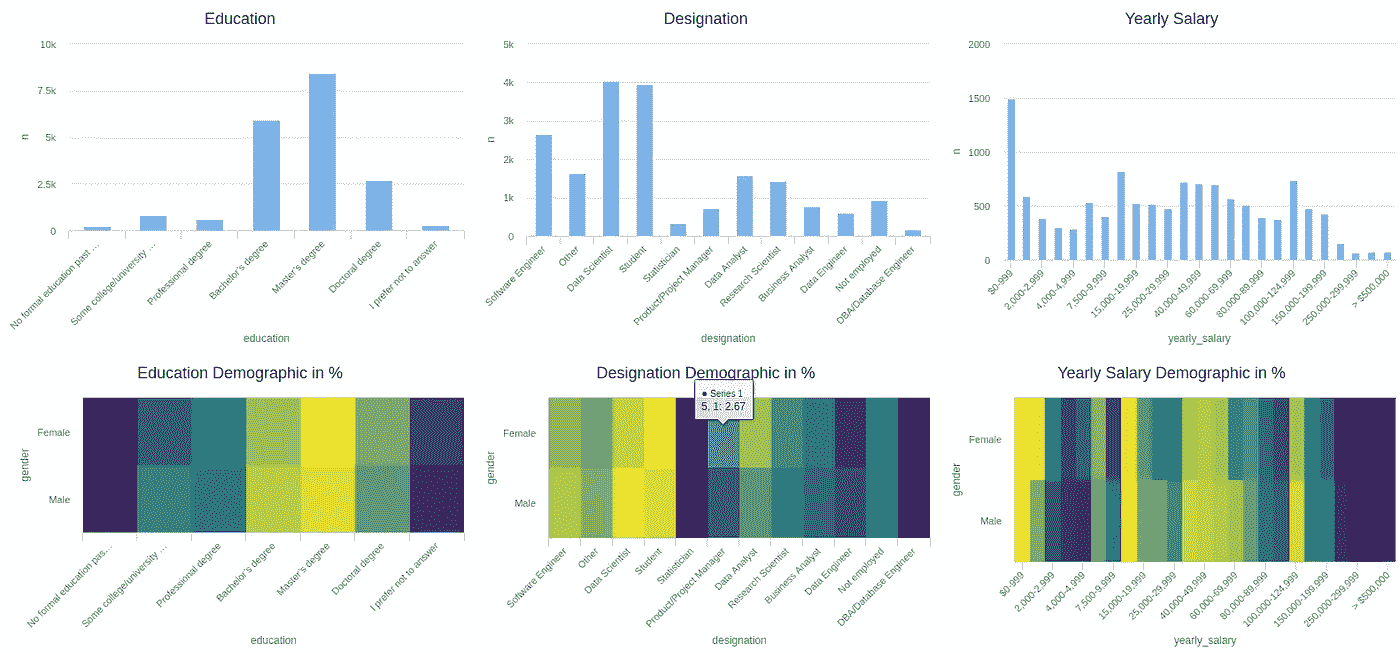 Education
10k
7.5k
5k
2.5k
0
n
No formal education past ...
Some college/university ...
Professional degree
Bachelor's degree
Master's degree
Doctoral degree
I prefer not to answer
education
Designation
5k
4k
3k
2k
1k
0
n
Software Engineer
Other
Data Scientist
Student
Statistician
Product/Project Manager
Data Analyst
Research Scientist
Business Analyst
Data Engineer
Not employed
DBA/Database Engineer
designation
Yearly Salary
2000
1500
1000
500
0
n
$0-999
2,000-2,999
4,000-4,999
7,500-9,999
15,000-19,999
25,000-29,999
40,000-49,999
60,000-69,999
80,000-89,999
100,000-124,999
150,000-199,999
250,000-299,999
> $500,000
yearly_salary
Education Demographic in %
Female
Male
gender
No formal education pas...
Some college/university ...
Professional degree
Bachelor's degree
Master's degree
Doctoral degree
I prefer not to answer
education
Designation Demographic in %
● Series 1
5, 1: 2.67
Female
Male
gender
Software Engineer
Other
Data Scientist
Student
Statistician
Product/Project Manager
Data Analyst
Research Scientist
Business Analyst
Data Engineer
Not employed
DBA/Database Engineer
designation
Yearly Salary Demographic in %
Female
Male
gender
$0-999
2,000-2,999
4,000-4,999
7,500-9,999
15,000-19,999
25,000-29,999
40,000-49,999
60,000-69,999
80,000-89,999
100,000-124,999
150,000-199,999
250,000-299,999
> $500,000
yearly_salary